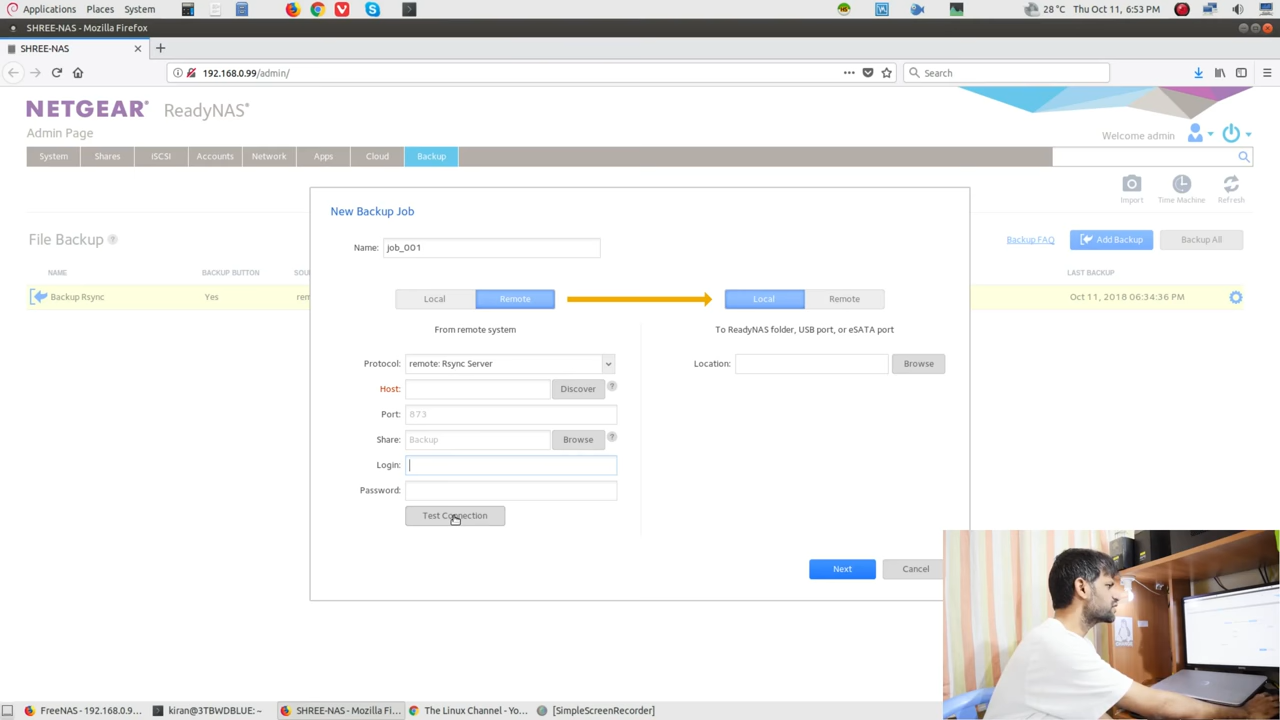 Applications Places System 28 °C Thu Oct 11, 6:53 PM
SHREE-NAS - Mozilla Firefox
SHREE-NAS
192.168.0.99/admin/ Search
NETGEAR® ReadyNAS®
Admin Page Welcome admin
System Shares iSCSI Accounts Network Apps Cloud Backup
Import Time Machine Refresh
File Backup ? Backup FAQ Add Backup Backup All
NAME BACKUP BUTTON SOU LAST BACKUP
Backup Rsync Yes rem Oct 11, 2018 06:34:36 PM
New Backup Job
Name: job_001
Local Remote Local Remote
From remote system To ReadyNAS folder, USB port, or eSATA port
Protocol: remote: Rsync Server Location: Browse
Host: Discover ?
Port: 873
Share: Backup Browse ?
Login:
Password:
Test Connection
Next Cancel
FreeNAS - 192.168.0.9... kiran@3TBWDBLUE: ~ SHREE-NAS - Mozilla Fi... The Linux Channel - Yo... [SimpleScreenRecorder]